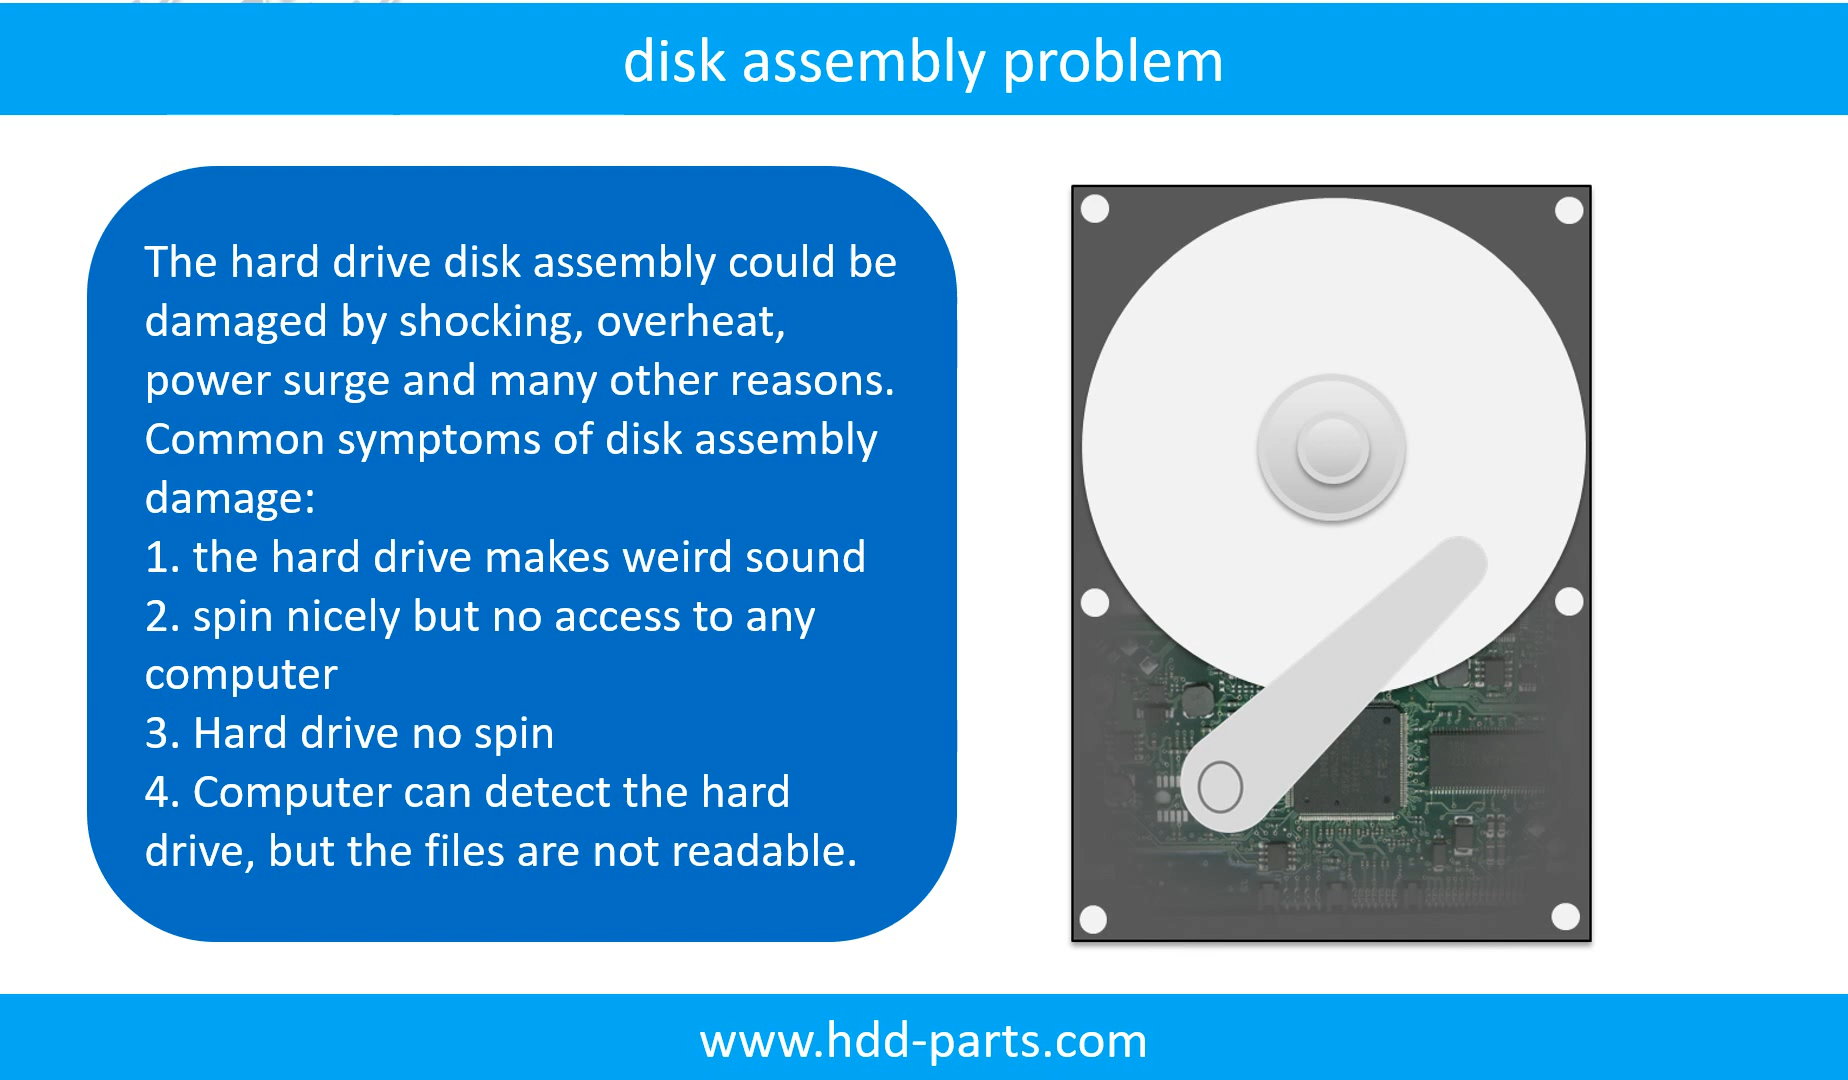 disk assembly problem
The hard drive disk assembly could be
damaged by shocking, overheat,
power surge and many other reasons.
Common symptoms of disk assembly
damage:
1. the hard drive makes weird sound
2. spin nicely but no access to any
computer
3. Hard drive no spin
4. Computer can detect the hard
drive, but the files are not readable.
www.hdd-parts.com